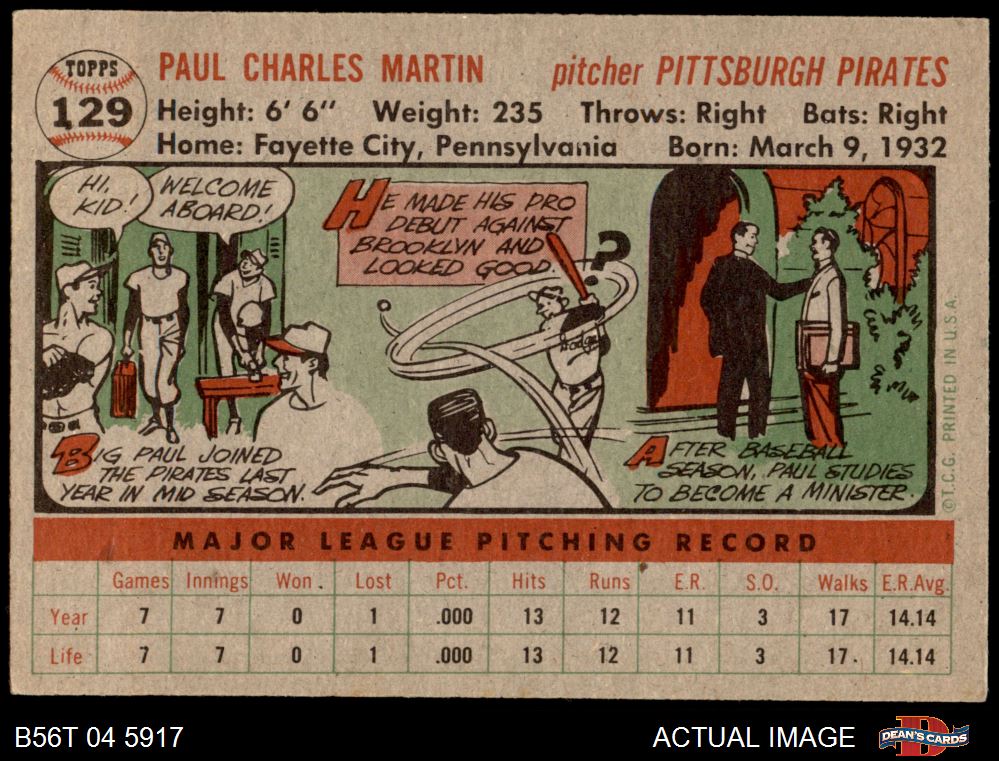 TOPPS
129
PAUL CHARLES MARTIN pitcher PITTSBURGH PIRATES
Height: 6' 6" Weight: 235 Throws: Right Bats: Right
Home: Fayette City, Pennsylvania Born: March 9, 1932
HI, KID!
WELCOME
ABOARD!
BIG PAUL JOINED
THE PIRATES LAST
YEAR IN MID SEASON.
HE MADE HIS PRO
DEBUT AGAINST
BROOKLYN AND
LOOKED GOOD.
?
Dodgers
AFTER BASEBALL
SEASON, PAUL STUDIES
TO BECOME A MINISTER.
©T.C.G. PRINTED IN U.S.A.
MAJOR LEAGUE PITCHING RECORD
Games Innings Won Lost Pct. Hits Runs E.R. S.O. Walks E.R.Avg.
Year 7 7 0 1 .000 13 12 11 3 17 14.14
Life 7 7 0 1 .000 13 12 11 3 17 14.14
B56T 04 5917
ACTUAL IMAGE
D
DEAN'S CARDS